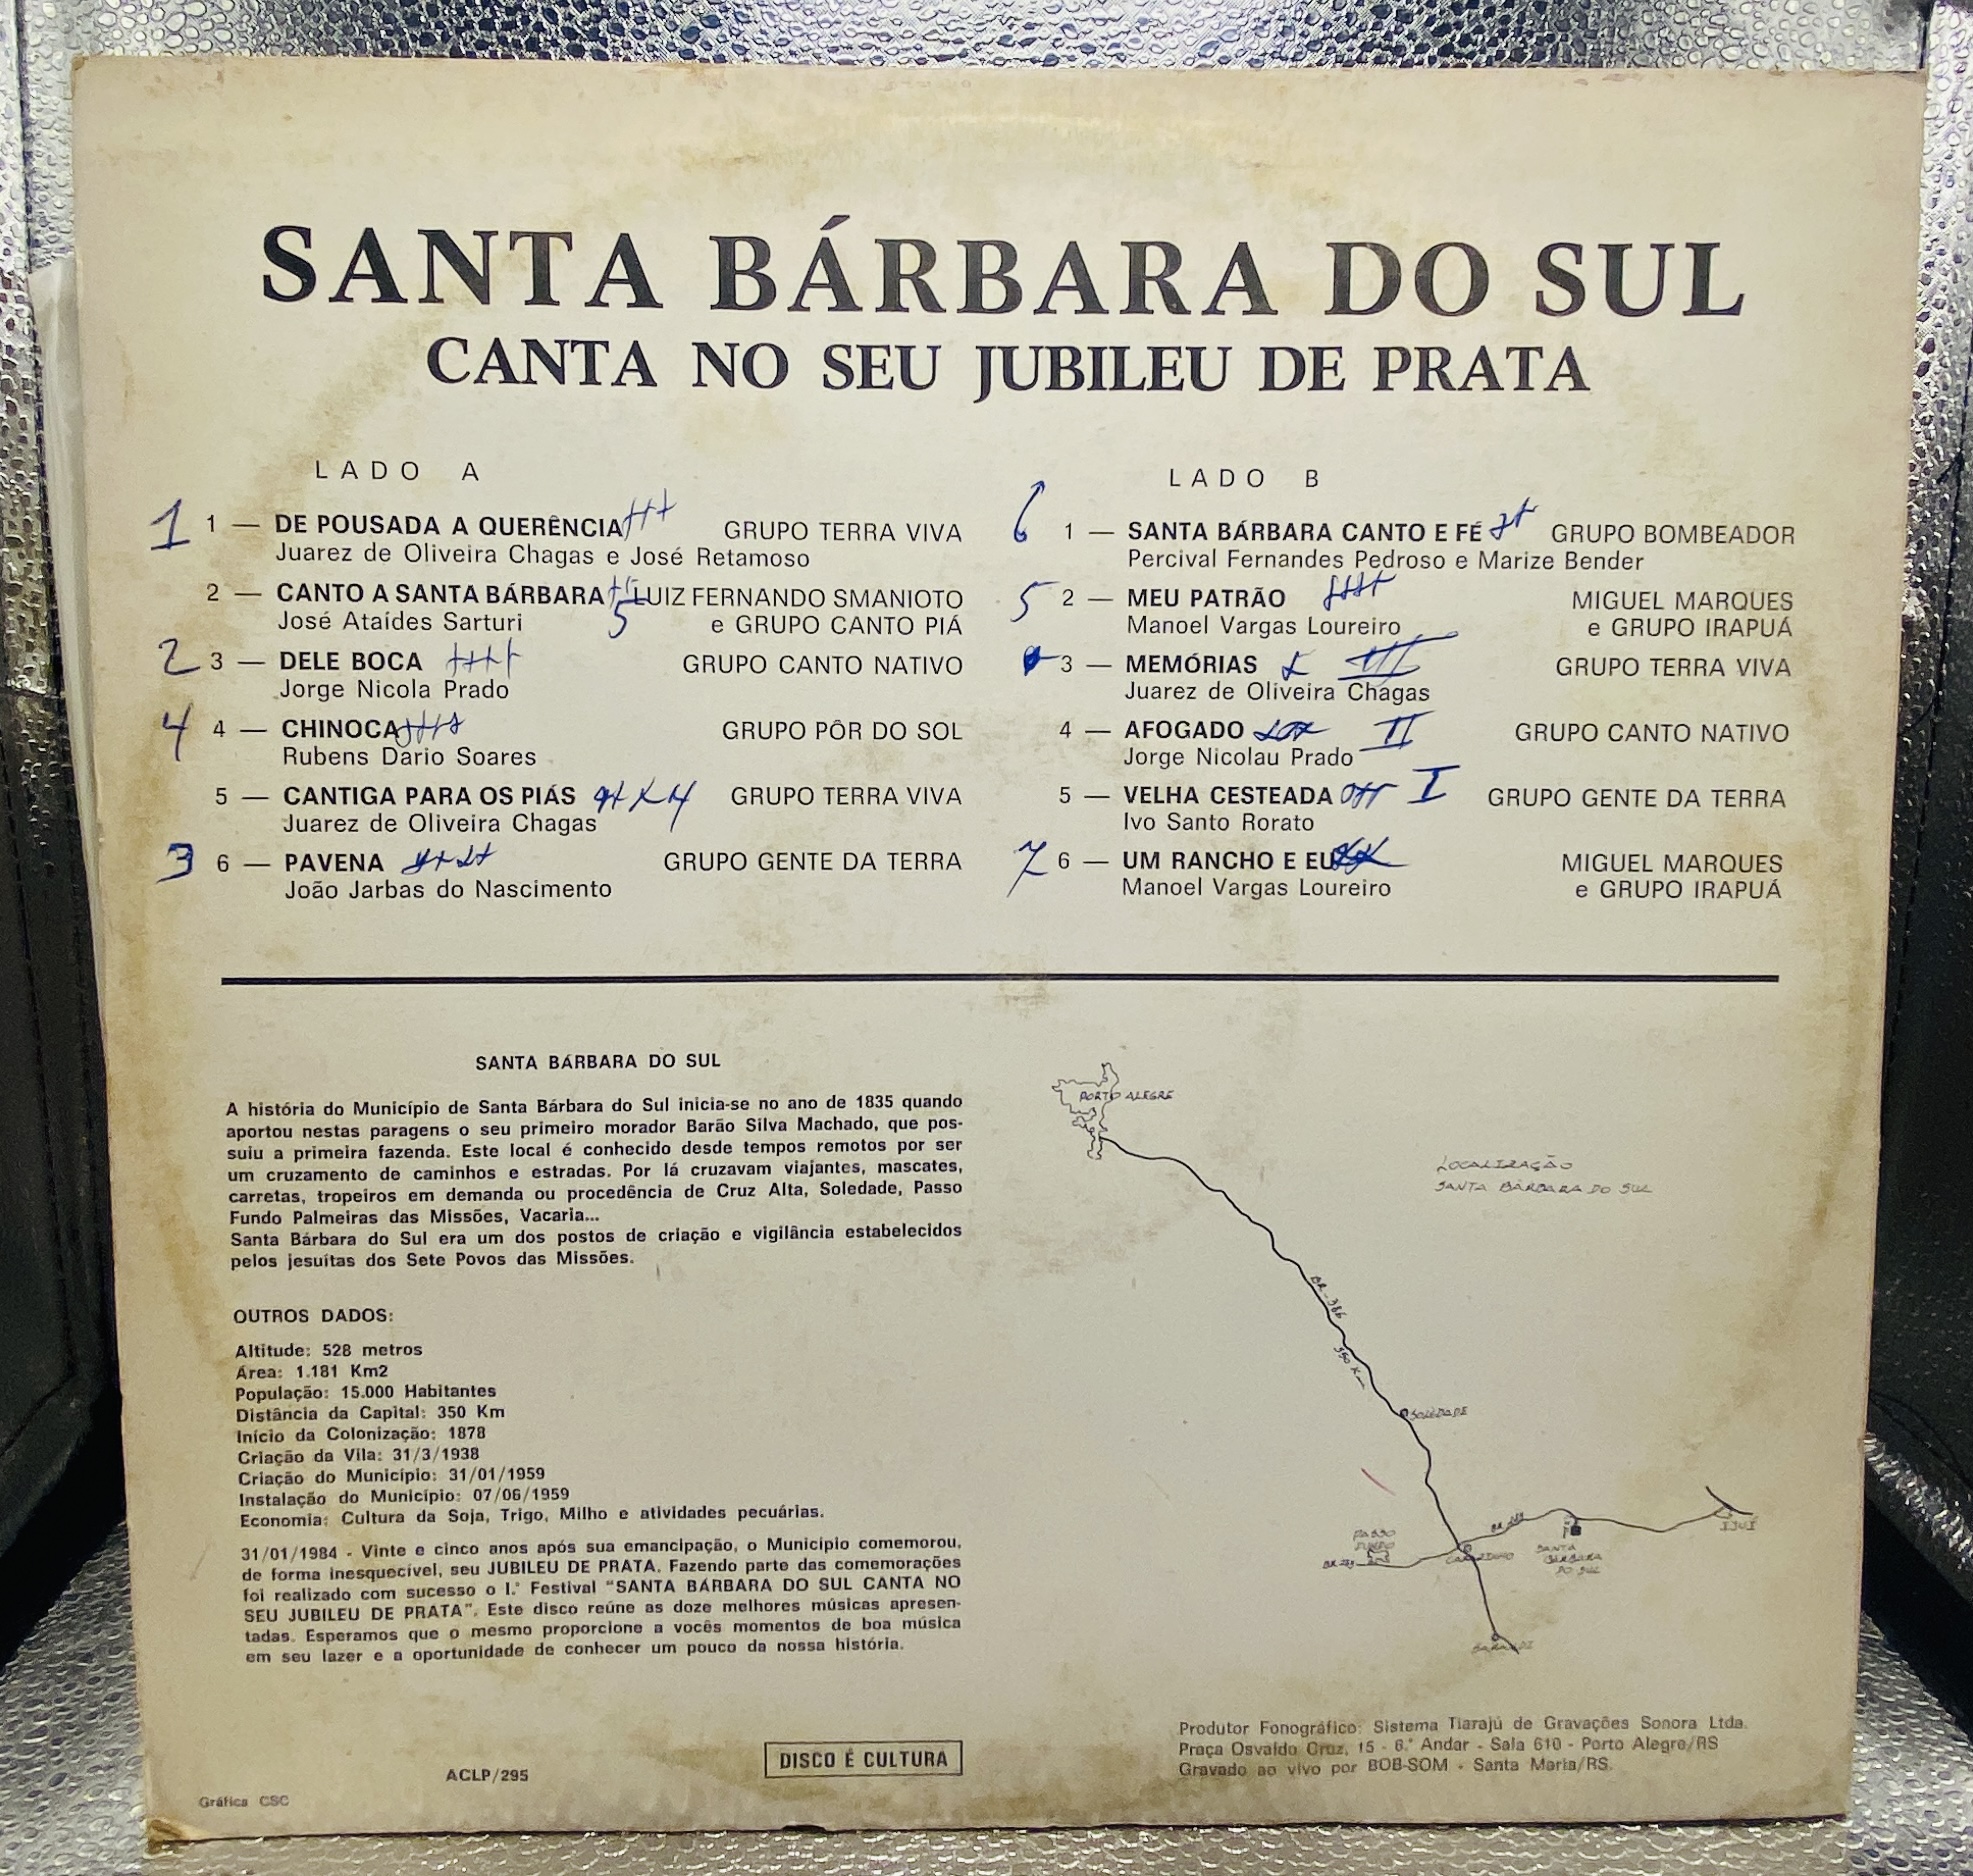 SANTA BÁRBARA DO SUL
CANTA NO SEU JUBILEU DE PRATA
LADO A
1 1 — DE POUSADA A QUERÊNCIA GRUPO TERRA VIVA
Juarez de Oliveira Chagas e José Retamoso
2 — CANTO A SANTA BÁRBARA LUIZ FERNANDO SMANIOTO
José Ataídes Sarturi 5 e GRUPO CANTO PIÁ
2 3 — DELE BOCA GRUPO CANTO NATIVO
Jorge Nicola Prado
4 4 — CHINOCA GRUPO PÔR DO SOL
Rubens Dario Soares
5 — CANTIGA PARA OS PIÁS GRUPO TERRA VIVA
Juarez de Oliveira Chagas
3 6 — PAVENA GRUPO GENTE DA TERRA
João Jarbas do Nascimento
LADO B
6 1 — SANTA BÁRBARA CANTO E FÉ GRUPO BOMBEADOR
Percival Fernandes Pedroso e Marize Bender
5 2 — MEU PATRÃO MIGUEL MARQUES
Manoel Vargas Loureiro e GRUPO IRAPUÁ
3 — MEMÓRIAS III GRUPO TERRA VIVA
Juarez de Oliveira Chagas
4 — AFOGADO II GRUPO CANTO NATIVO
Jorge Nicolau Prado
5 — VELHA CESTEADA I GRUPO GENTE DA TERRA
Ivo Santo Rorato
7 6 — UM RANCHO E EU MIGUEL MARQUES
Manoel Vargas Loureiro e GRUPO IRAPUÁ
SANTA BÁRBARA DO SUL
A história do Município de Santa Bárbara do Sul inicia-se no ano de 1835 quando
aportou nestas paragens o seu primeiro morador Barão Silva Machado, que pos-
suiu a primeira fazenda. Este local é conhecido desde tempos remotos por ser
um cruzamento de caminhos e estradas. Por lá cruzavam viajantes, mascates,
carretas, tropeiros em demanda ou procedência de Cruz Alta, Soledade, Passo
Fundo Palmeiras das Missões, Vacaria...
Santa Bárbara do Sul era um dos postos de criação e vigilância estabelecidos
pelos jesuítas dos Sete Povos das Missões.
OUTROS DADOS:
Altitude: 528 metros
Área: 1.181 Km2
População: 15.000 Habitantes
Distância da Capital: 350 Km
Início da Colonização: 1878
Criação da Vila: 31/3/1938
Criação do Município: 31/01/1959
Instalação do Município: 07/06/1959
Economia: Cultura da Soja, Trigo, Milho e atividades pecuárias.
31/01/1984 - Vinte e cinco anos após sua emancipação, o Município comemorou,
de forma inesquecível, seu JUBILEU DE PRATA. Fazendo parte das comemorações
foi realizado com sucesso o I.º Festival "SANTA BÁRBARA DO SUL CANTA NO
SEU JUBILEU DE PRATA". Este disco reúne as doze melhores músicas apresen-
tadas. Esperamos que o mesmo proporcione a vocês momentos de boa música
em seu lazer e a oportunidade de conhecer um pouco da nossa história.
PORTO ALEGRE
LOCALIZAÇÃO
SANTA BÁRBARA DO SUL
BR-386
350 K
SOLEDADE
PASSO
FUNDO
CARAZINHO
SANTA
BÁRBARA
DO SUL
IJUÍ
Produtor Fonográfico: Sistema Tiarajú de Gravações Sonora Ltda.
Praça Osvaldo Cruz, 15 - 6.º Andar - Sala 610 - Porto Alegre/RS
Gravado ao vivo por BOB-SOM - Santa Maria/RS.
DISCO É CULTURA
ACLP/295
Gráfica CSC